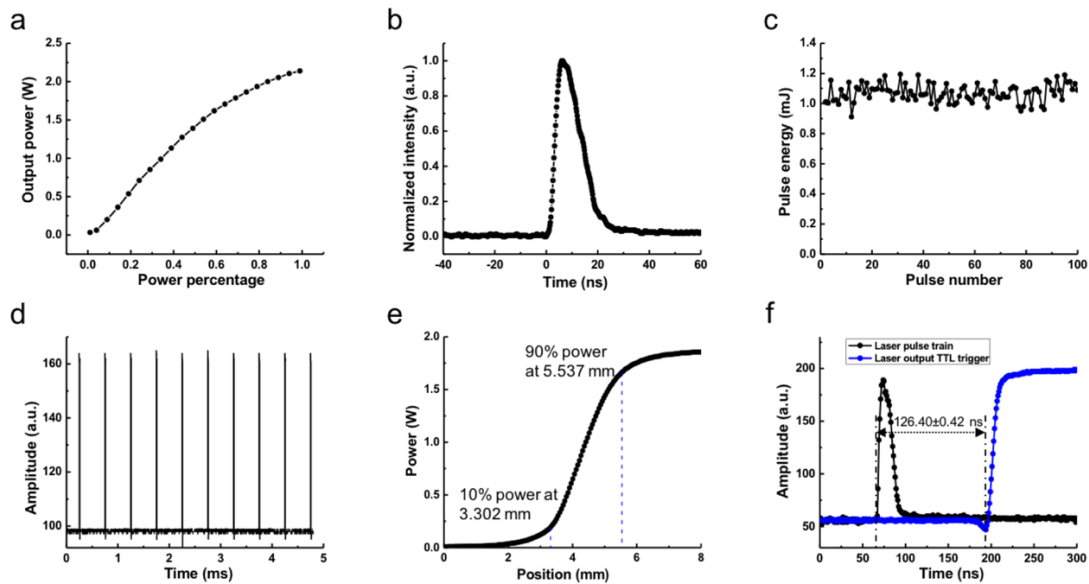 a
Output power (W)
2.5
2.0
1.5
1.0
0.5
0.0
0.0 0.2 0.4 0.6 0.8 1.0
Power percentage
b
Normalized intensity (a.u.)
1.0
0.8
0.6
0.4
0.2
0.0
-40 -20 0 20 40 60
Time (ns)
c
Pulse energy (mJ)
1.4
1.2
1.0
0.8
0.6
0.4
0.2
0.0
0 20 40 60 80 100
Pulse number
d
Amplitude (a.u.)
160
140
120
100
0 1 2 3 4 5
Time (ms)
e
Power (W)
2.0
1.5
1.0
0.5
0.0
90% power
at 5.537 mm
10% power at
3.302 mm
0 2 4 6 8
Position (mm)
f
Laser pulse train
Laser output TTL trigger
Amplitude (a.u.)
200
150
100
50
126.40±0.42 ns
0 50 100 150 200 250 300
Time (ns)